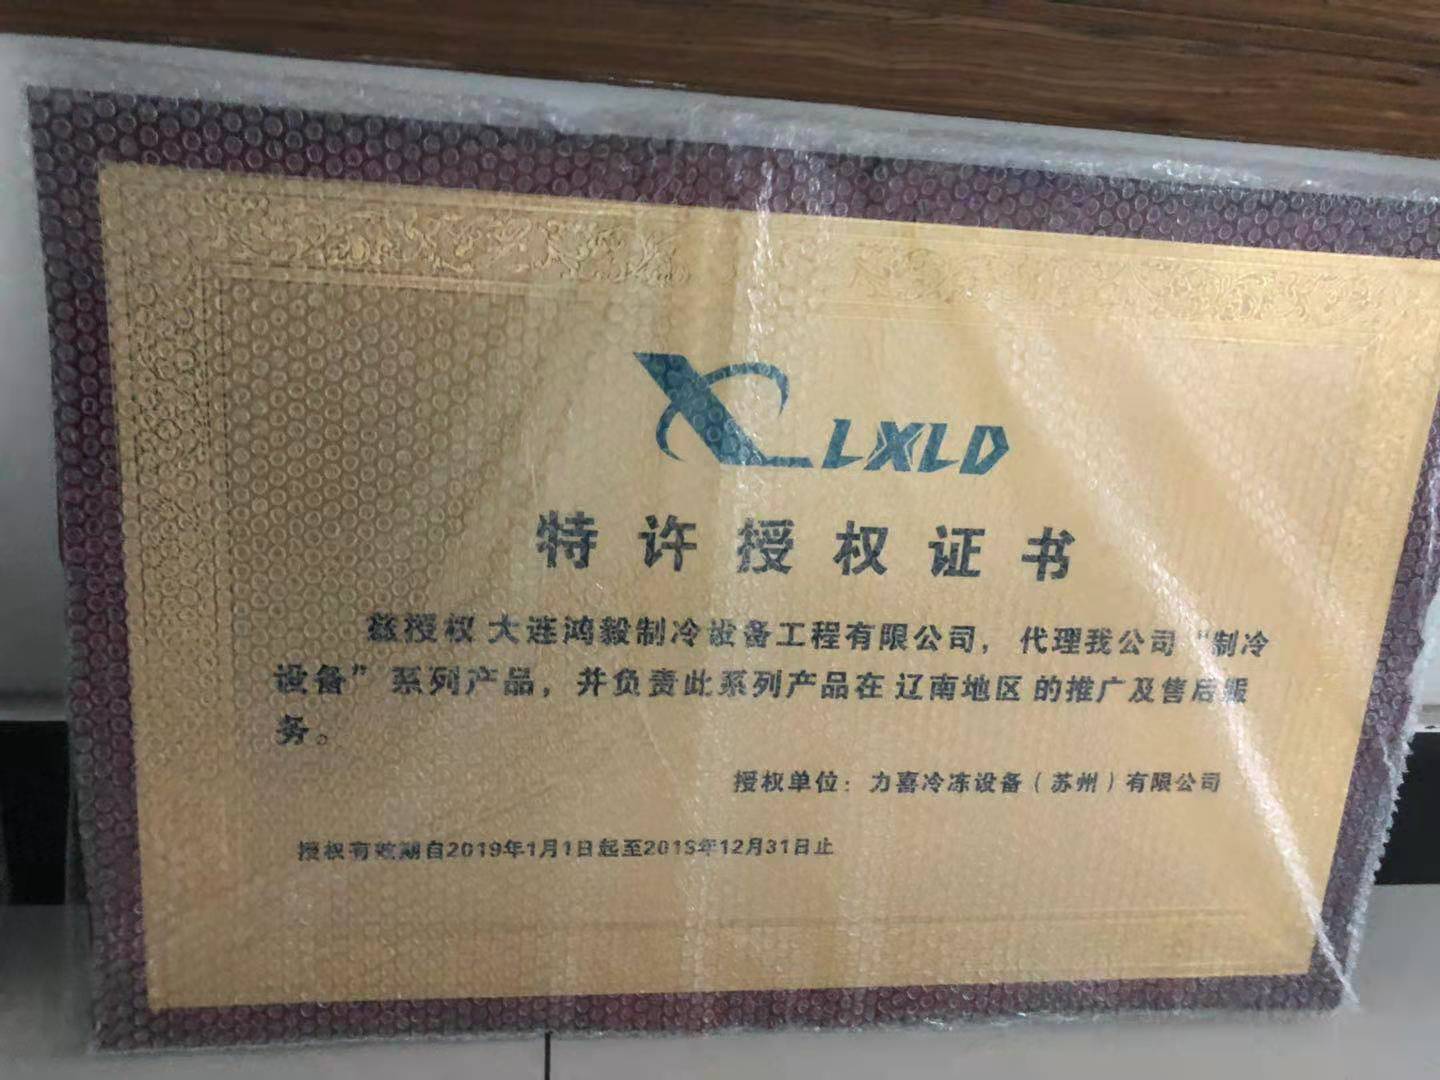 LXLD
特许授权证书
兹授权 大连鸿毅制冷设备工程有限公司，代理我公司“制冷
设备”系列产品，并负责此系列产品在 辽南地区 的推广及售后服
务。
授权单位：力喜冷冻设备（苏州）有限公司
授权有效期自2019年1月1日起至2019年12月31日止